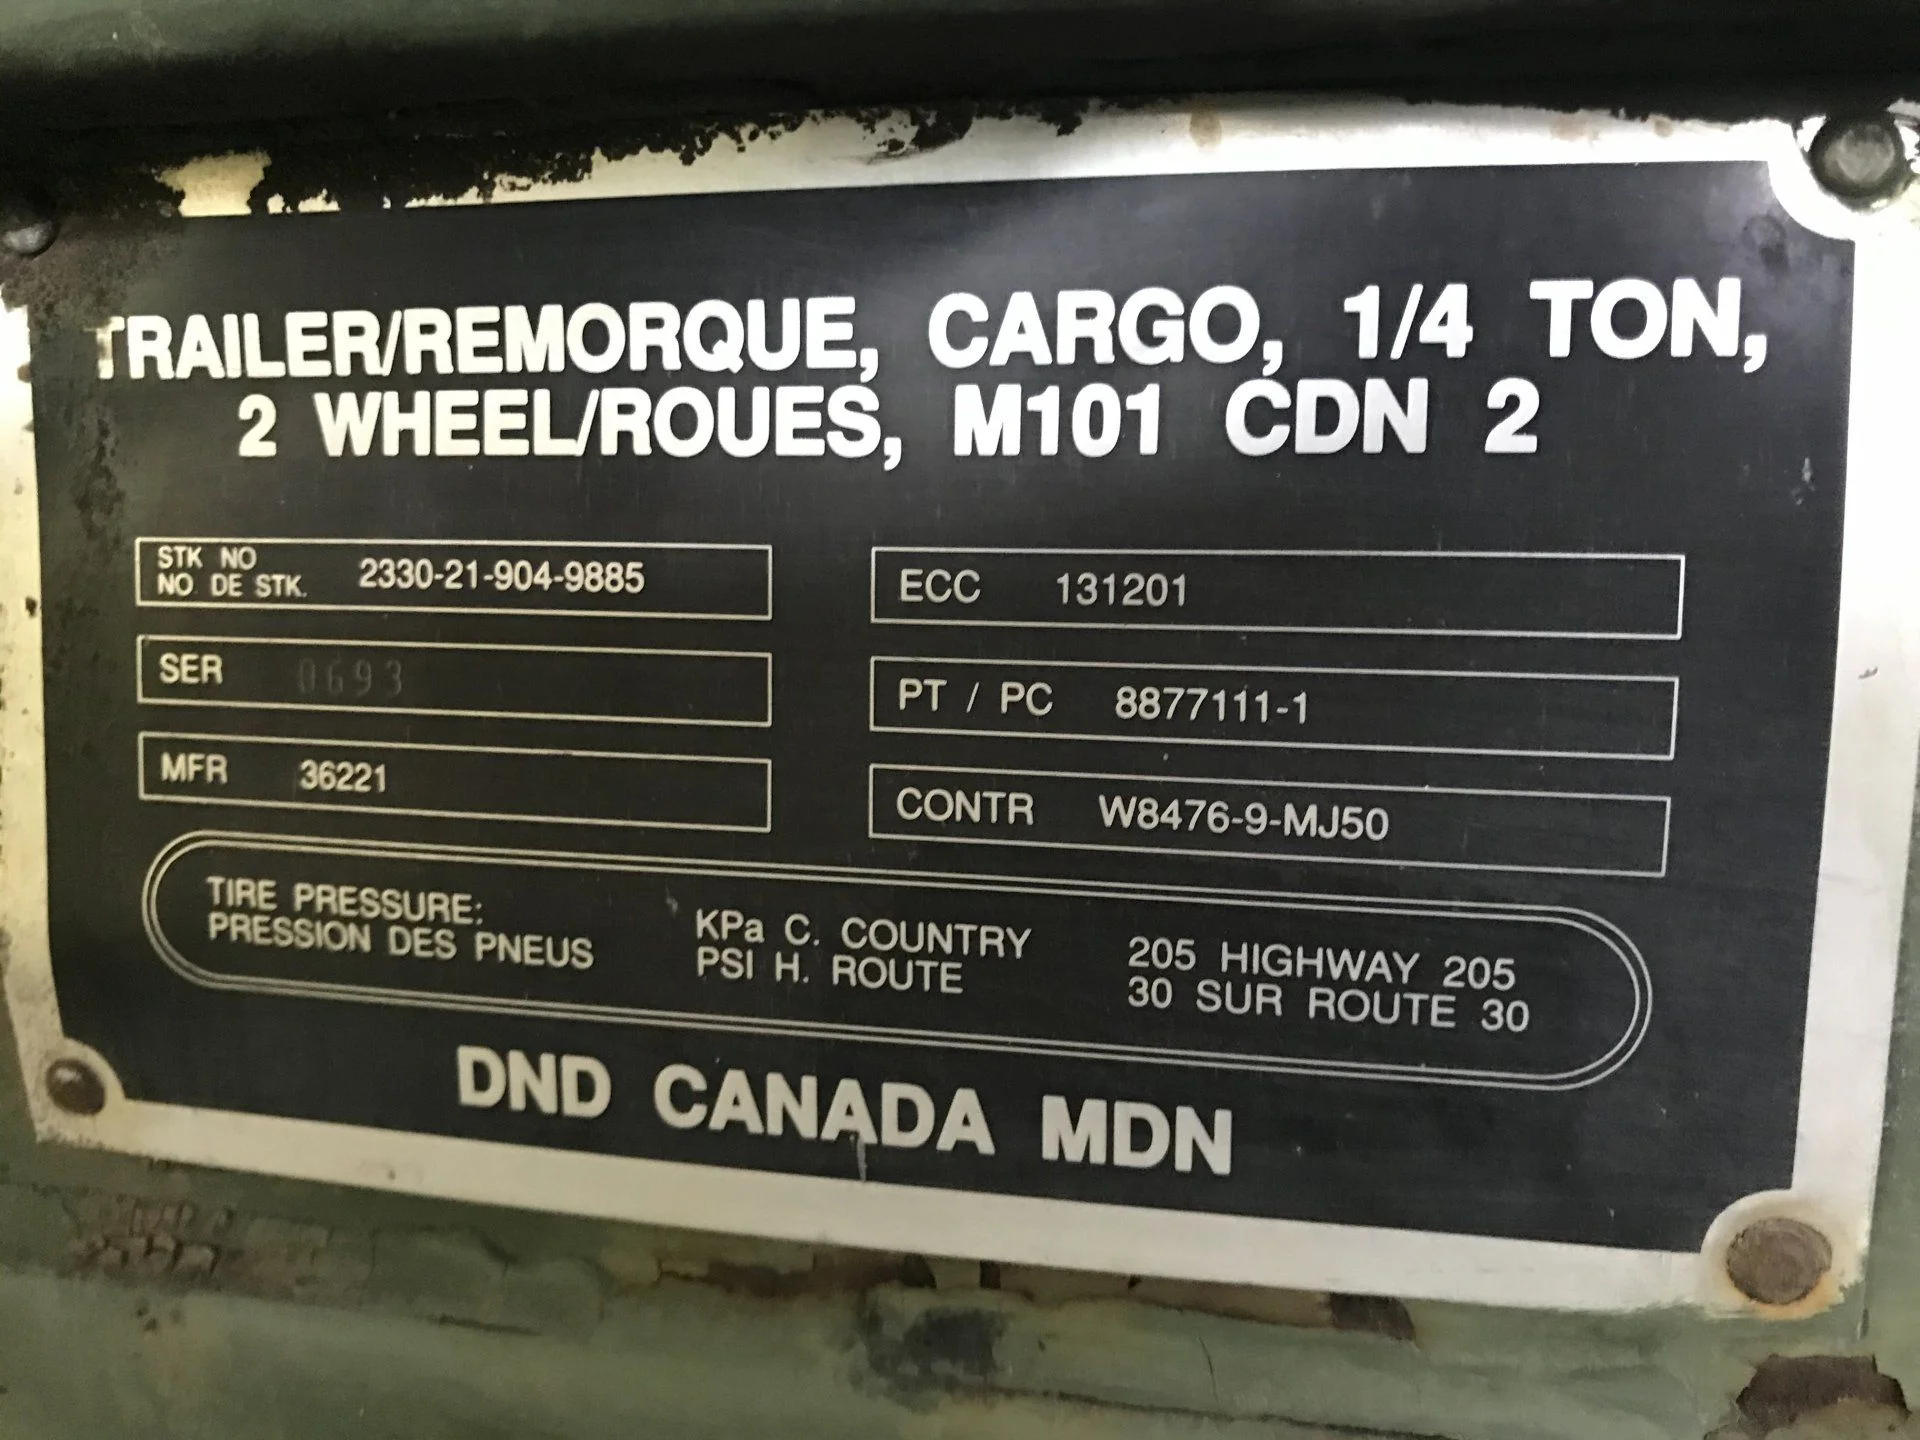 TRAILER/REMORQUE, CARGO, 1/4 TON,
2 WHEEL/ROUES, M101 CDN 2
STK NO
NO. DE STK. 2330-21-904-9885
ECC 131201
SER 0693
PT / PC 8877111-1
MFR 36221
CONTR W8476-9-MJ50
TIRE PRESSURE:
PRESSION DES PNEUS
KPa C. COUNTRY
PSI H. ROUTE
205 HIGHWAY 205
30 SUR ROUTE 30
DND CANADA MDN